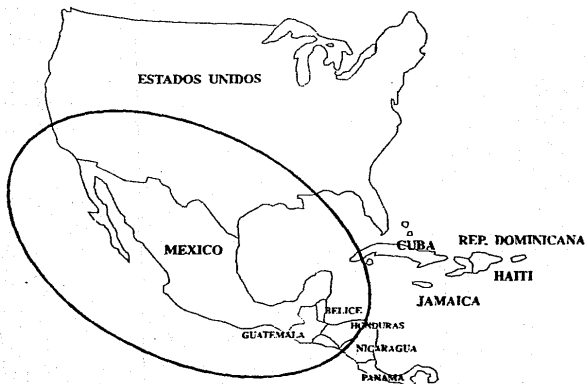 ESTADOS UNIDOS
MEXICO
CUBA
REP. DOMINICANA
HAITI
JAMAICA
BELICE
GUATEMALA
HONDURAS
NICARAGUA
PANAMA